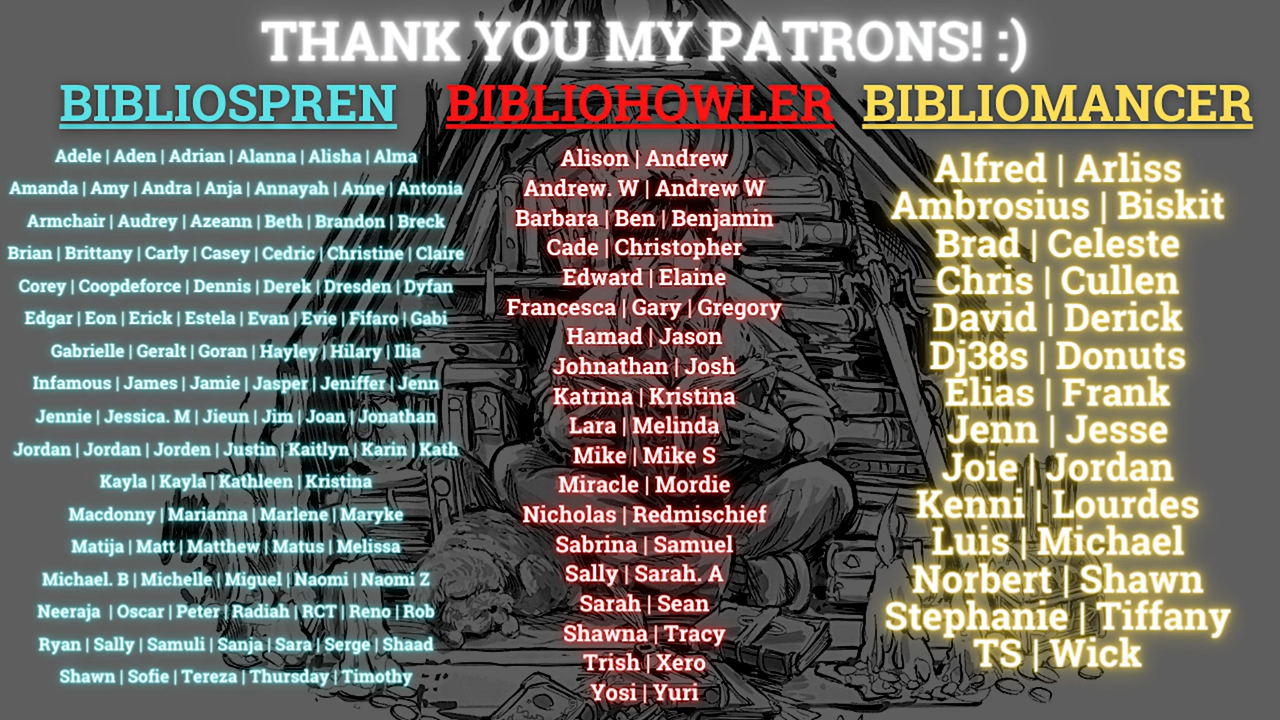 THANK YOU MY PATRONS! :)
BIBLIOSPREN
Adele | Aden | Adrian | Alanna | Alisha | Alma
Amanda | Amy | Andra | Anja | Annayah | Anne | Antonia
Armchair | Audrey | Azeann | Beth | Brandon | Breck
Brian | Brittany | Carly | Casey | Cedric | Christine | Claire
Corey | Coopdeforce | Dennis | Derek | Dresden | Dyfan
Edgar | Eon | Erick | Estela | Evan | Evie | Fifaro | Gabi
Gabrielle | Geralt | Goran | Hayley | Hilary | Ilia
Infamous | James | Jamie | Jasper | Jeniffer | Jenn
Jennie | Jessica. M | Jieun | Jim | Joan | Jonathan
Jordan | Jordan | Jorden | Justin | Kaitlyn | Karin | Kath
Kayla | Kayla | Kathleen | Kristina
Macdonny | Marianna | Marlene | Maryke
Matija | Matt | Matthew | Matus | Melissa
Michael. B | Michelle | Miguel | Naomi | Naomi Z
Neeraja | Oscar | Peter | Radiah | RCT | Reno | Rob
Ryan | Sally | Samuli | Sanja | Sara | Serge | Shaad
Shawn | Sofie | Tereza | Thursday | Timothy
BIBLIOHOWLER
Alison | Andrew
Andrew. W | Andrew W
Barbara | Ben | Benjamin
Cade | Christopher
Edward | Elaine
Francesca | Gary | Gregory
Hamad | Jason
Johnathan | Josh
Katrina | Kristina
Lara | Melinda
Mike | Mike S
Miracle | Mordie
Nicholas | Redmischief
Sabrina | Samuel
Sally | Sarah. A
Sarah | Sean
Shawna | Tracy
Trish | Xero
Yosi | Yuri
BIBLIOMANCER
Alfred | Arliss
Ambrosius | Biskit
Brad | Celeste
Chris | Cullen
David | Derick
Dj38s | Donuts
Elias | Frank
Jenn | Jesse
Joie | Jordan
Kenni | Lourdes
Luis | Michael
Norbert | Shawn
Stephanie | Tiffany
TS | Wick